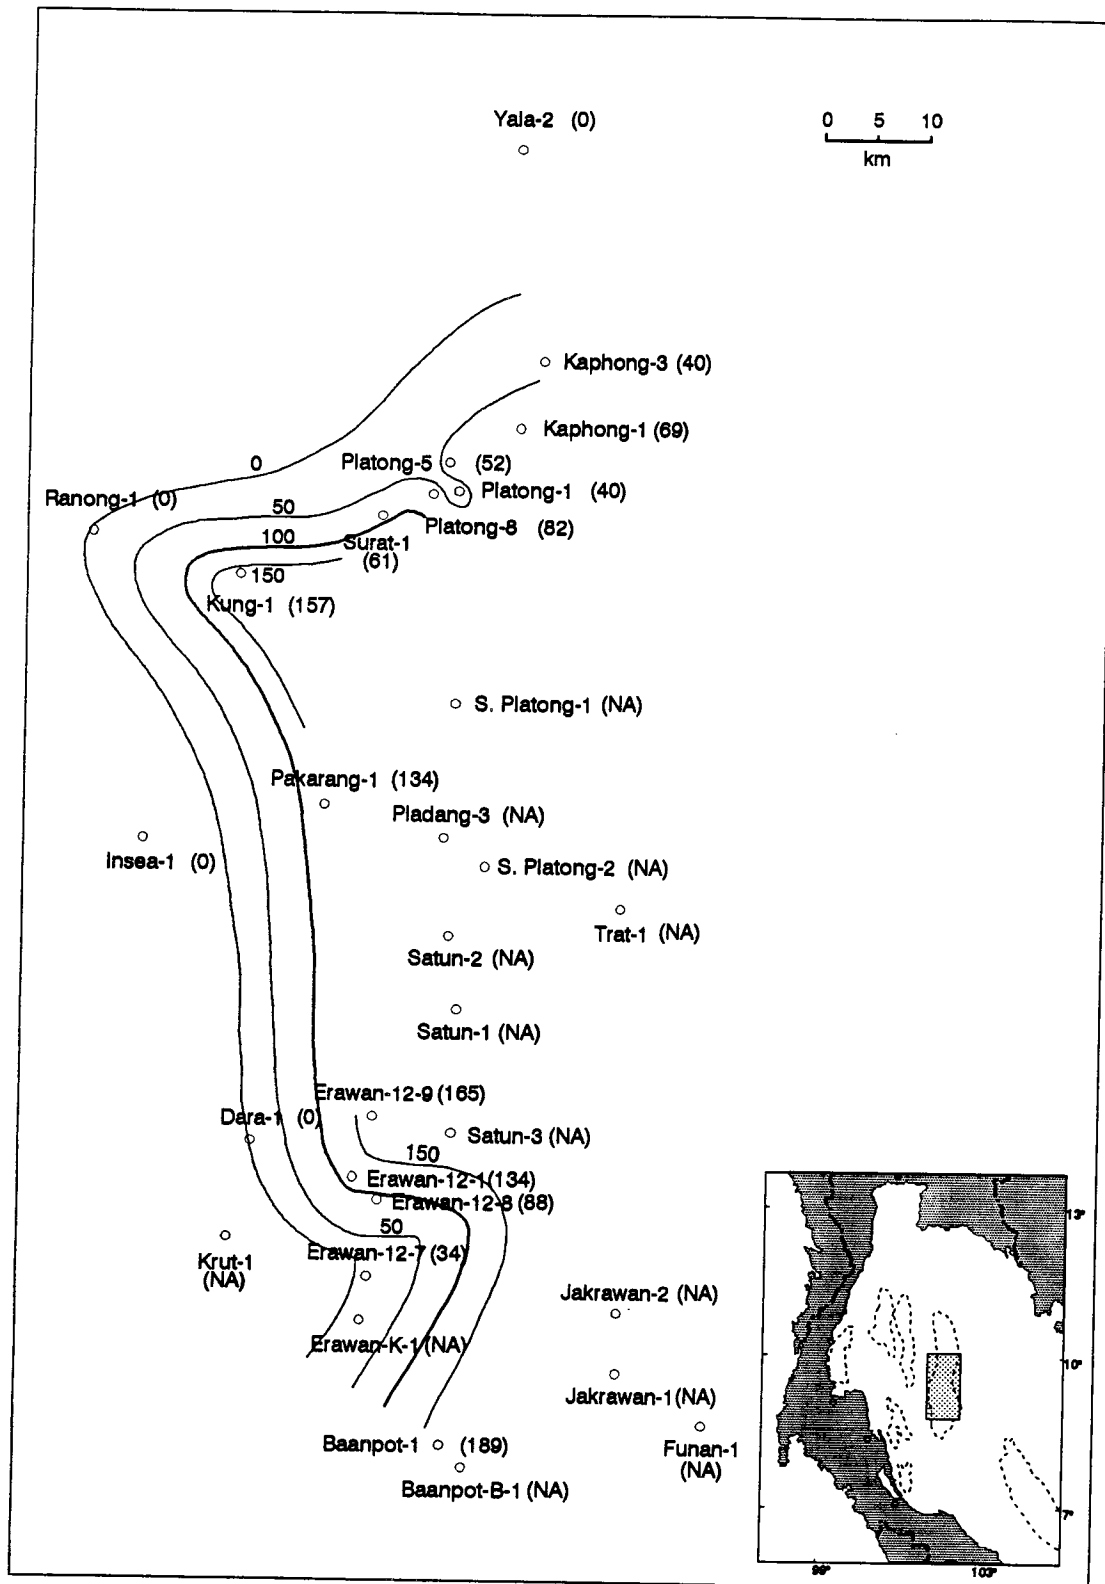 Yala-2 (0)
0 5 10
km
Kaphong-3 (40)
Kaphong-1 (69)
0
Platong-5 (52)
Ranong-1 (0)
Platong-1 (40)
50
Platong-8 (82)
100
Surat-1
(61)
150
Kung-1 (157)
S. Platong-1 (NA)
Pakarang-1 (134)
Pladang-3 (NA)
Insea-1 (0)
S. Platong-2 (NA)
Trat-1 (NA)
Satun-2 (NA)
Satun-1 (NA)
Erawan-12-9 (165)
Dara-1 (0)
Satun-3 (NA)
150
Erawan-12-1 (134)
Erawan-12-8 (88)
50
Erawan-12-7 (34)
Krut-1
(NA)
Jakrawan-2 (NA)
Erawan-K-1 (NA)
Jakrawan-1 (NA)
Baanpot-1 (189)
Funan-1
(NA)
Baanpot-B-1 (NA)
13°
10°
7°
99° 103°